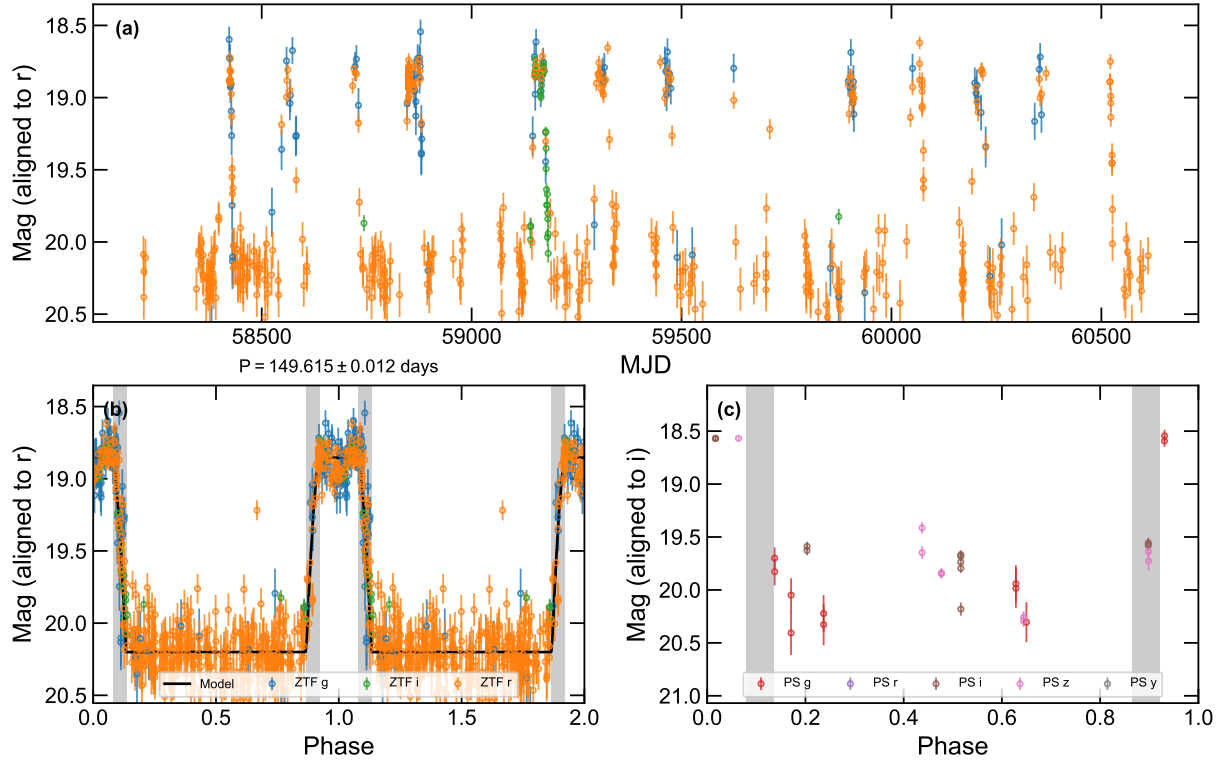 (a)
Mag (aligned to r)
18.5
19.0
19.5
20.0
20.5
58500
59000
59500
60000
60500
MJD
P = 149.615 ± 0.012 days
(b)
Mag (aligned to r)
18.5
19.0
19.5
20.0
20.5
Model
ZTF g
ZTF i
ZTF r
0.0
0.5
1.0
1.5
2.0
Phase
(c)
Mag (aligned to i)
18.5
19.0
19.5
20.0
20.5
21.0
PS g
PS r
PS i
PS z
PS y
0.0
0.2
0.4
0.6
0.8
1.0
Phase